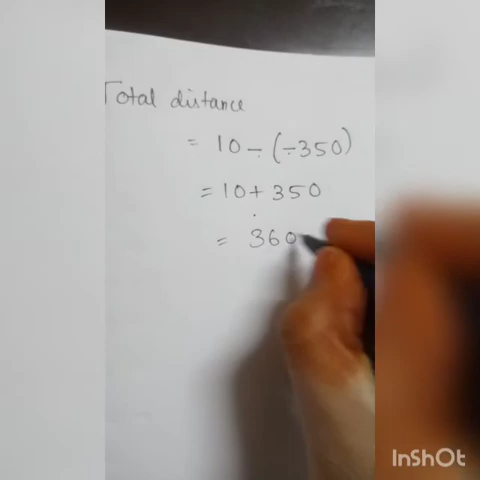 Total distance
= 10 - (-350)
= 10 + 350
= 360
InShOt